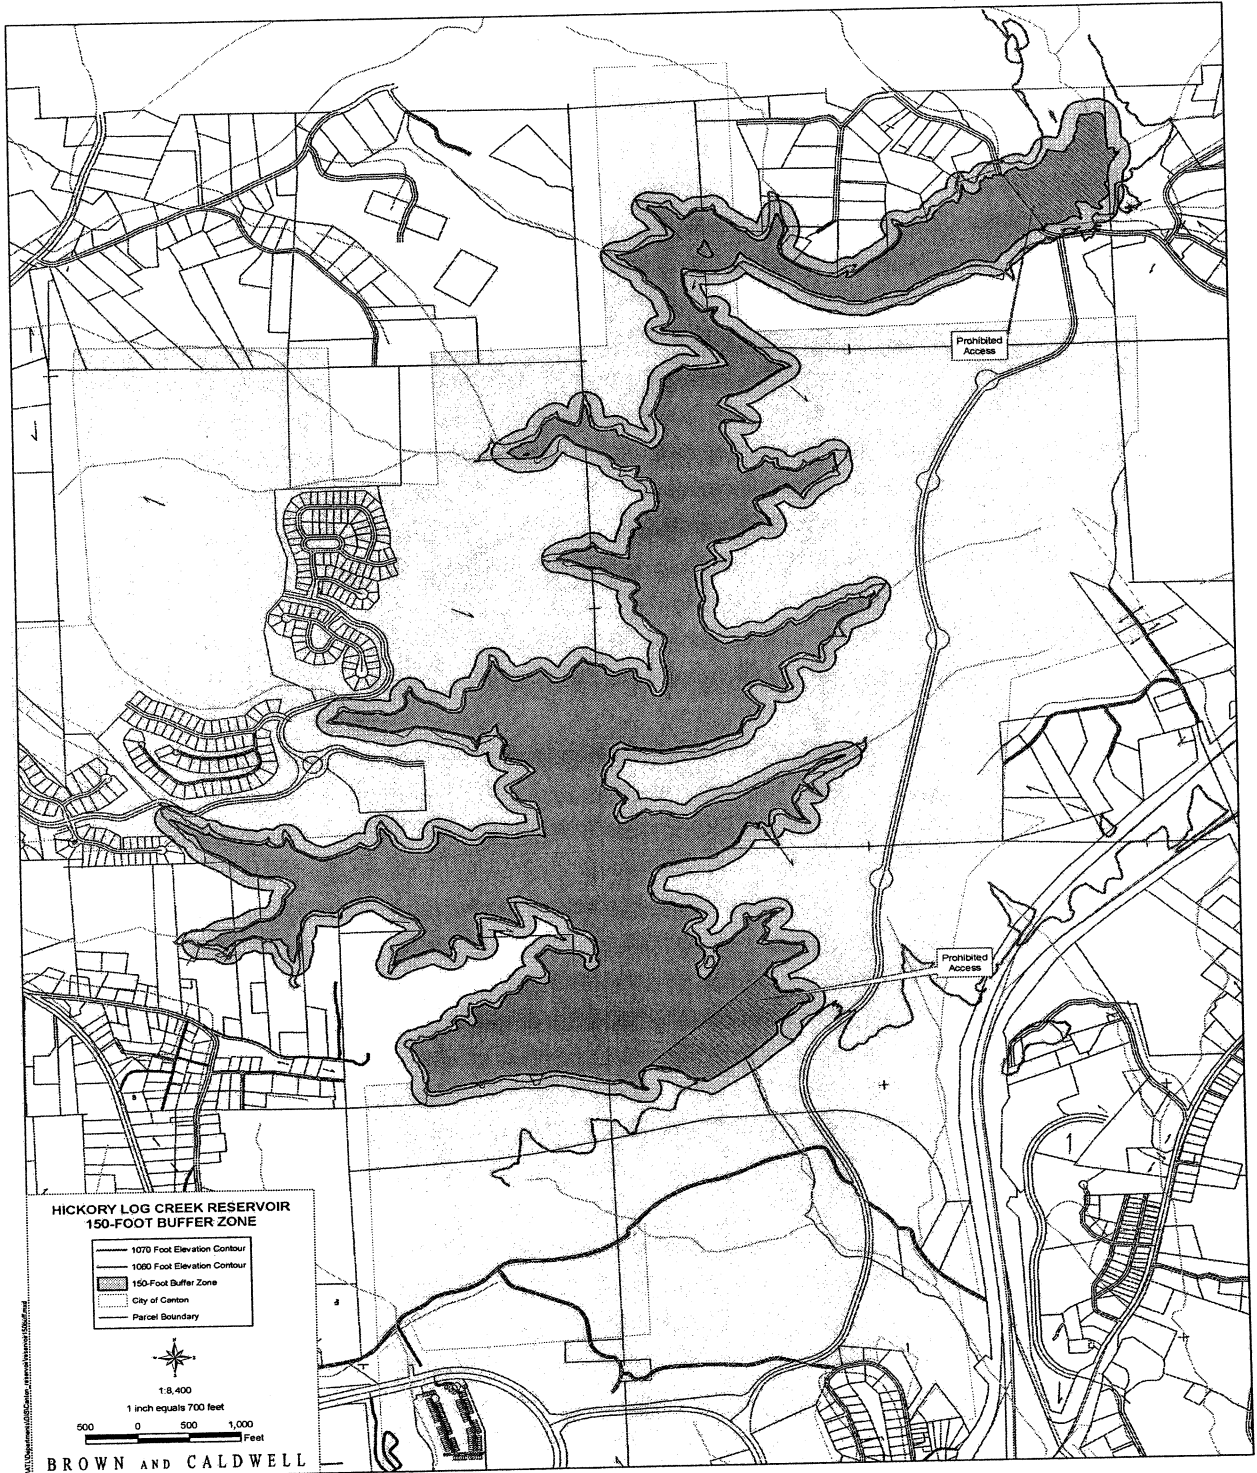 Prohibited
Access
Prohibited
Access
HICKORY LOG CREEK RESERVOIR
150-FOOT BUFFER ZONE
1070 Foot Elevation Contour
1060 Foot Elevation Contour
150-Foot Buffer Zone
City of Canton
Parcel Boundary
1:8,400
1 inch equals 700 feet
500 0 500 1,000
Feet
BROWN AND CALDWELL